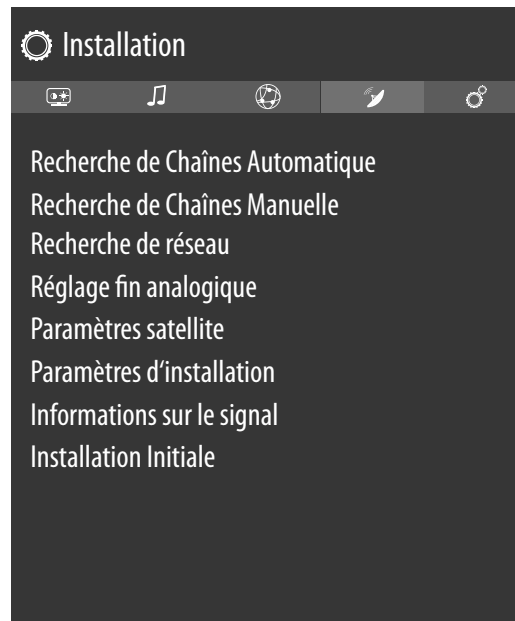 Installation
Recherche de Chaînes Automatique
Recherche de Chaînes Manuelle
Recherche de réseau
Réglage fin analogique
Paramètres satellite
Paramètres d‘installation
Informations sur le signal
Installation Initiale